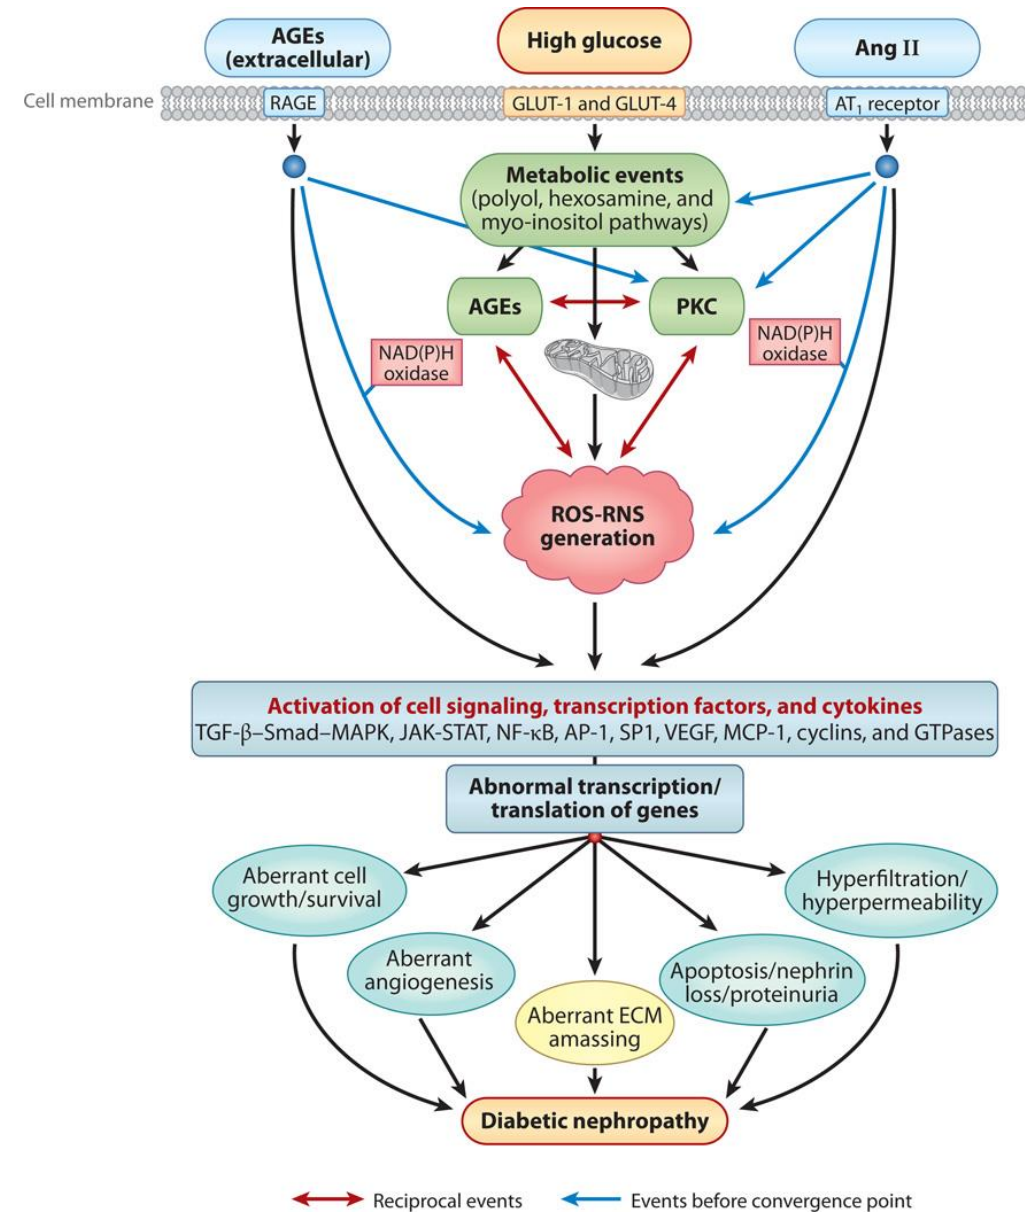 AGEs
(extracellular)
High glucose
Ang II
Cell membrane
RAGE
GLUT-1 and GLUT-4
AT₁ receptor
Metabolic events
(polyol, hexosamine, and
myo-inositol pathways)
AGEs
PKC
NAD(P)H
oxidase
NAD(P)H
oxidase
ROS-RNS
generation
Activation of cell signaling, transcription factors, and cytokines
TGF-β–Smad–MAPK, JAK-STAT, NF-κB, AP-1, SP1, VEGF, MCP-1, cyclins, and GTPases
Abnormal transcription/
translation of genes
Aberrant cell
growth/survival
Hyperfiltration/
hyperpermeability
Aberrant
angiogenesis
Apoptosis/nephrin
loss/proteinuria
Aberrant ECM
amassing
Diabetic nephropathy
Reciprocal events
Events before convergence point